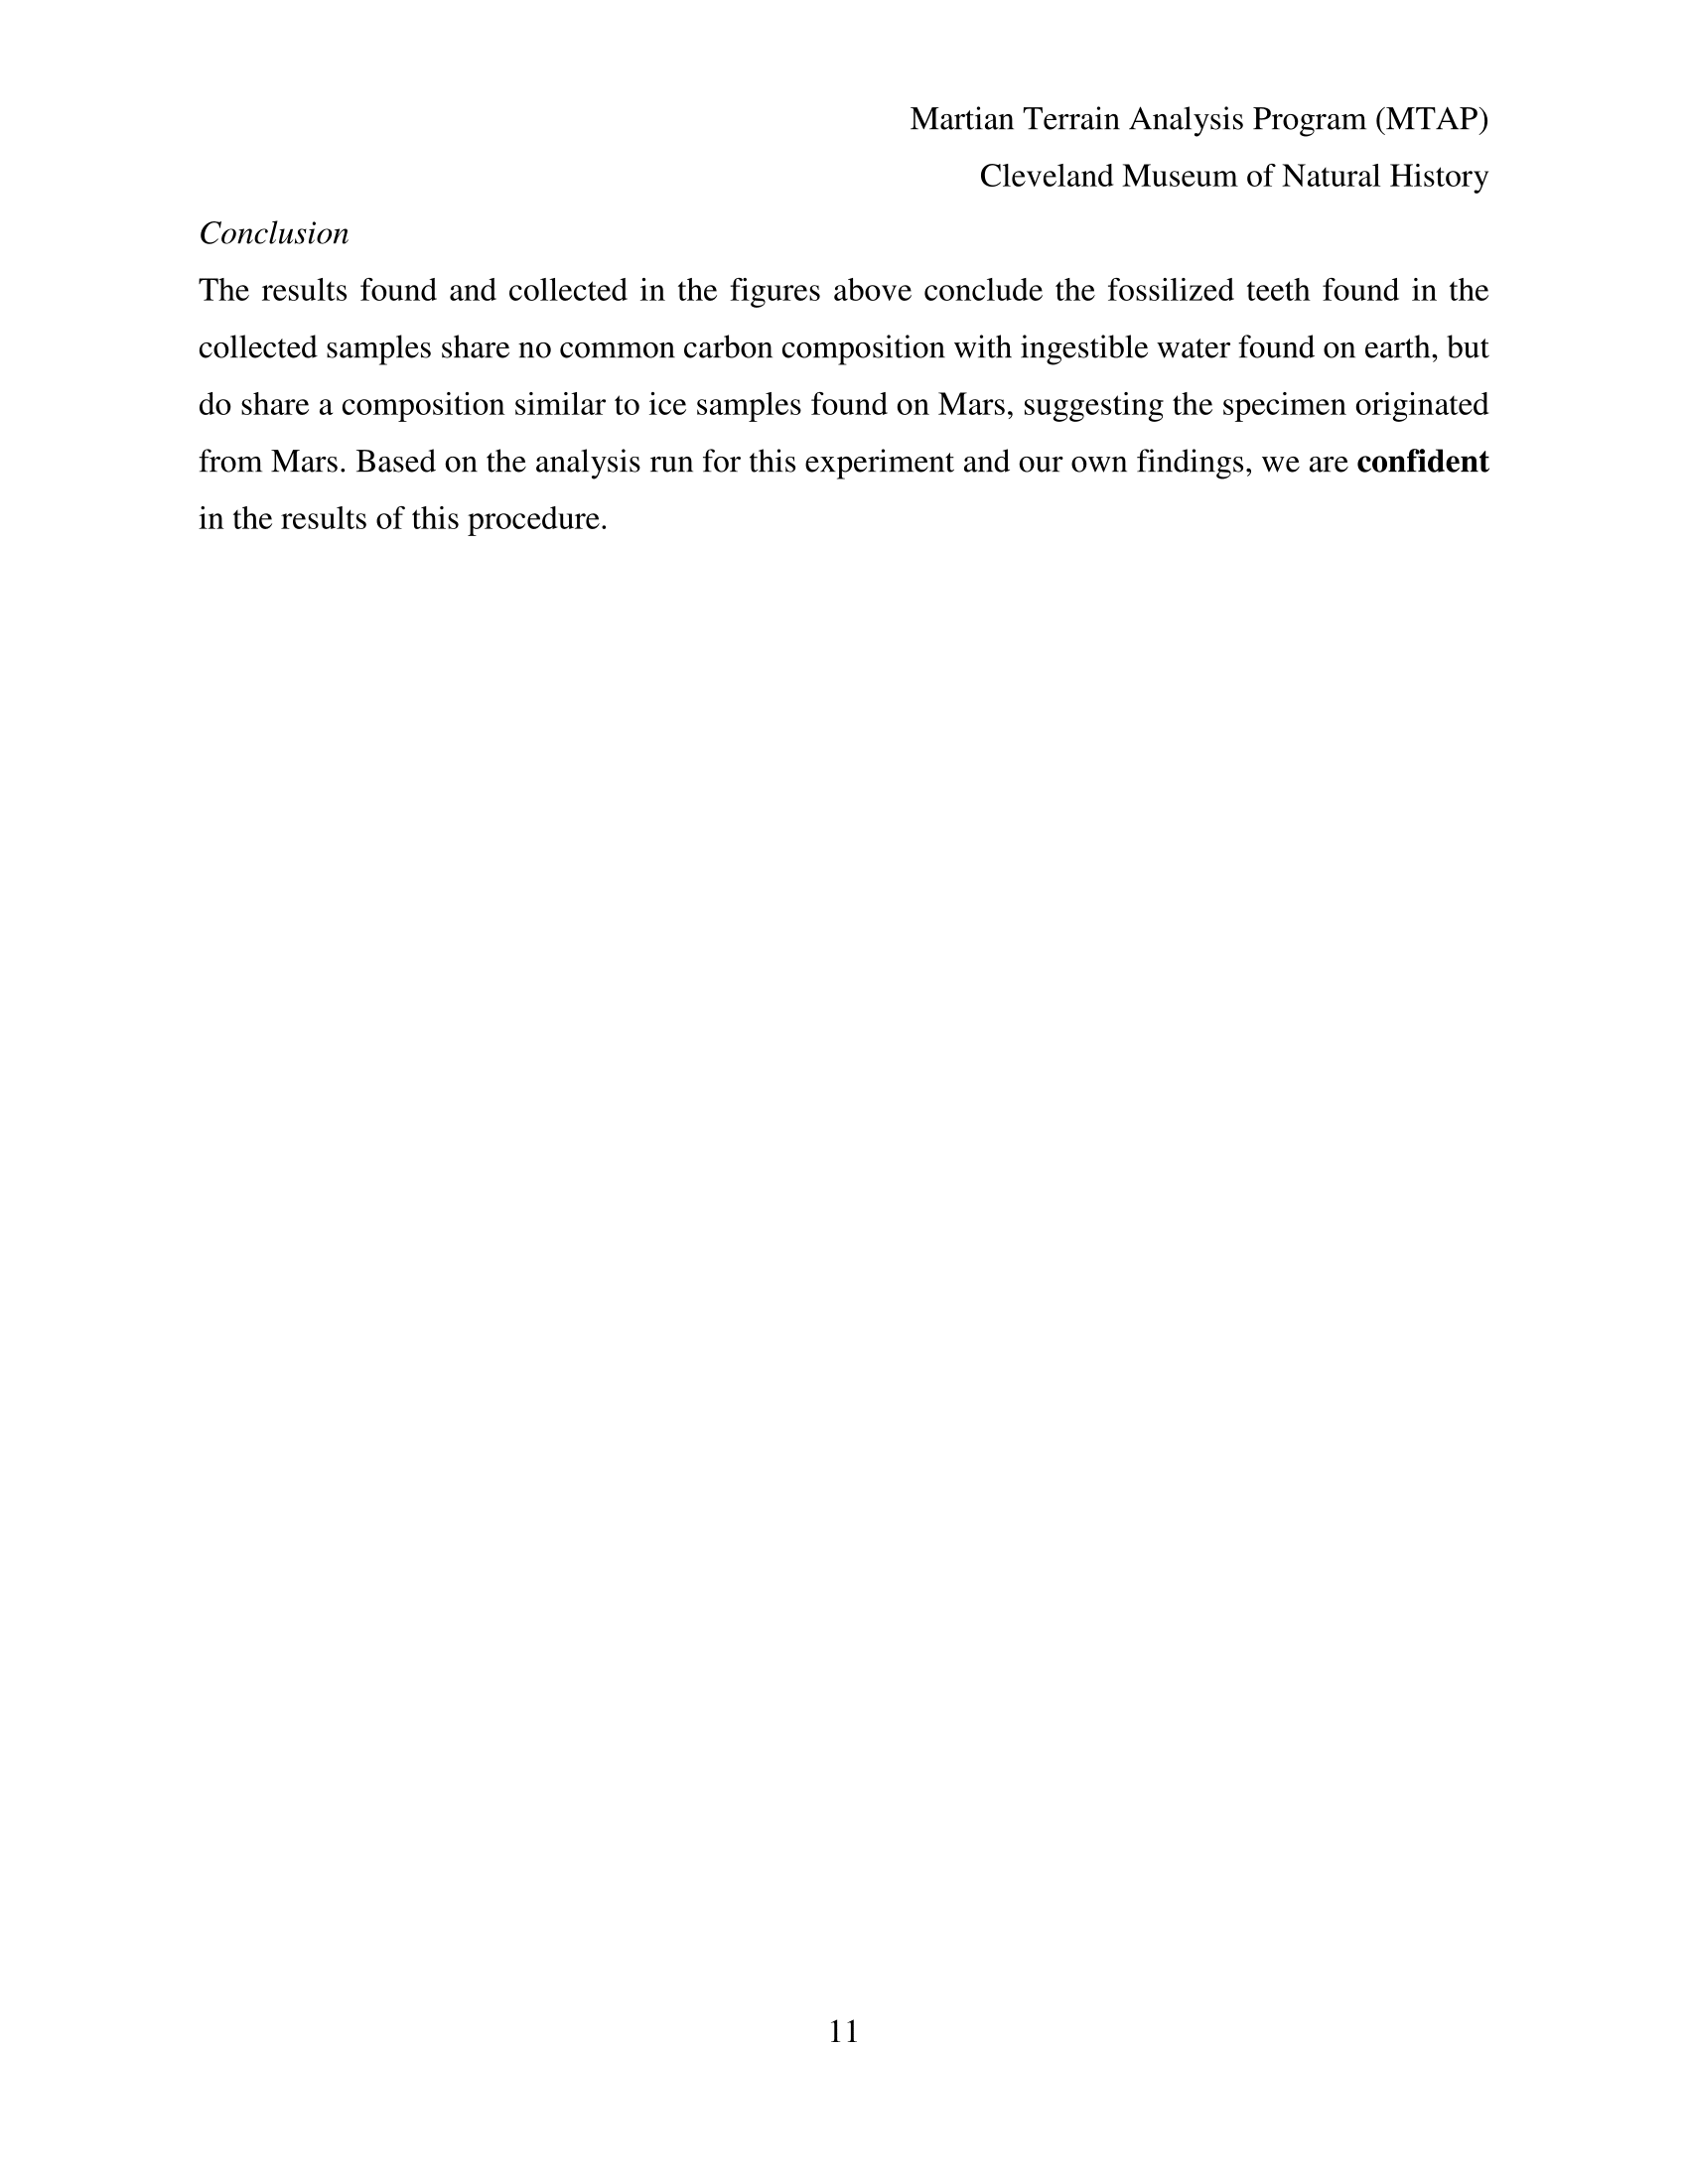 Martian Terrain Analysis Program (MTAP)
Cleveland Museum of Natural History
Conclusion
The results found and collected in the figures above conclude the fossilized teeth found in the
collected samples share no common carbon composition with ingestible water found on earth, but
do share a composition similar to ice samples found on Mars, suggesting the specimen originated
from Mars. Based on the analysis run for this experiment and our own findings, we are confident
in the results of this procedure.
11